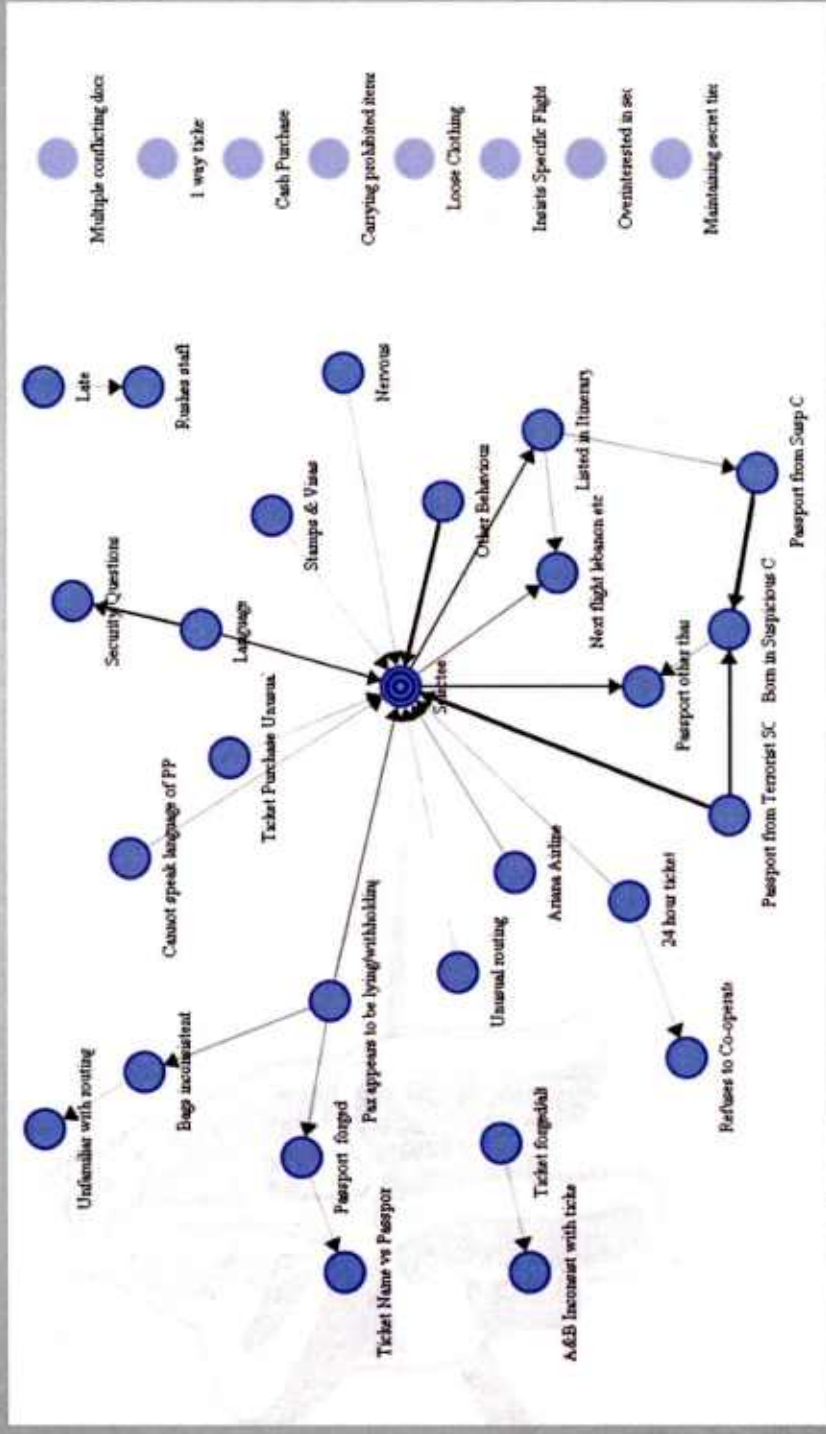 Unfamiliar with routing
Late
Multiple conflicting docu
Security Questions
Cannot speak language of PP
Bags inconsistent
Rushes staff
1 way ticke
Language
Ticket Purchase Unusual
Cash Purchase
Stamps & Visas
Passport forged
Pax appears to be lying/withholding
Carrying prohibited items
Ticket Name vs Passpor
Nervous
Selectee
Loose Clothing
Other Behaviour
Unusual routing
Insists Specific Flight
Ticket forged/alt
Ariana Airline
A&B Inconsist with ticke
Listed in Itinerary
Next flight lebanon etc
Overinterested in sec
24 hour ticket
Passport other than
Refuses to Co-operate
Maintaining secret ties
Passport from Terrorist SC
Born in Suspicious C
Passport from Susp C